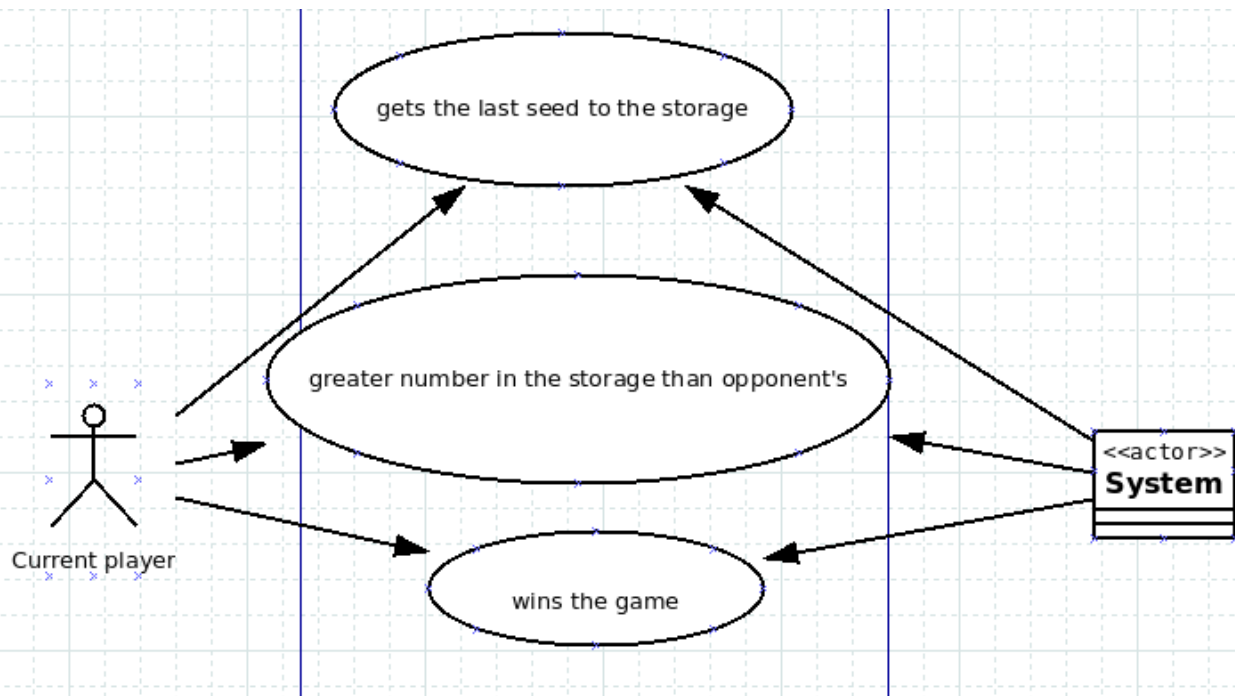 gets the last seed to the storage
greater number in the storage than opponent's
<<actor>>
System
Current player
wins the game